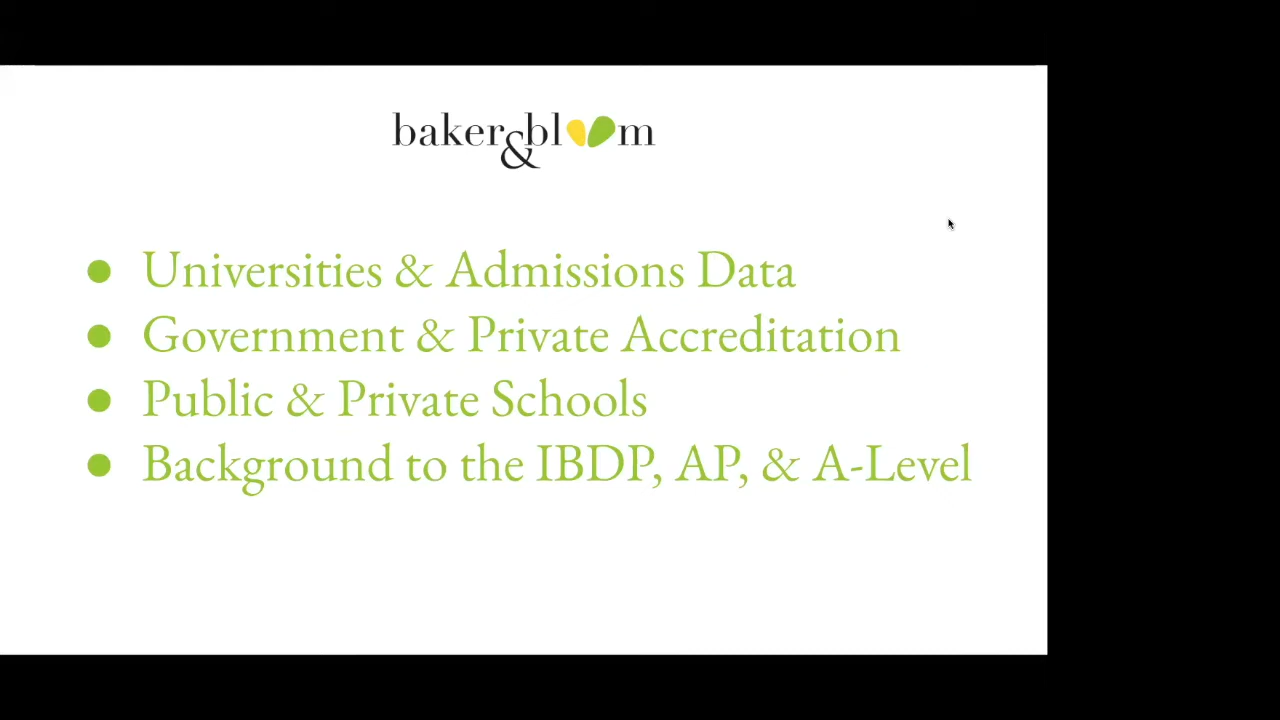 baker&bloom
● Universities & Admissions Data
● Government & Private Accreditation
● Public & Private Schools
● Background to the IBDP, AP, & A-Level